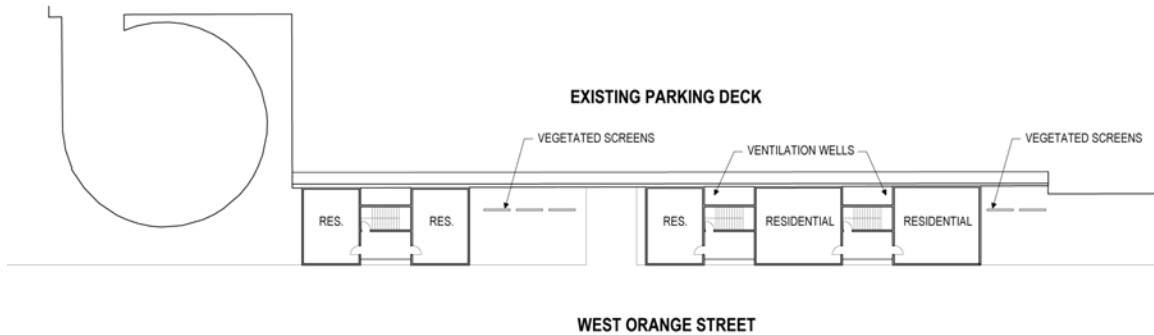 EXISTING PARKING DECK
VEGETATED SCREENS
VENTILATION WELLS
VEGETATED SCREENS
RES.
RES.
RES.
RESIDENTIAL
RESIDENTIAL
WEST ORANGE STREET